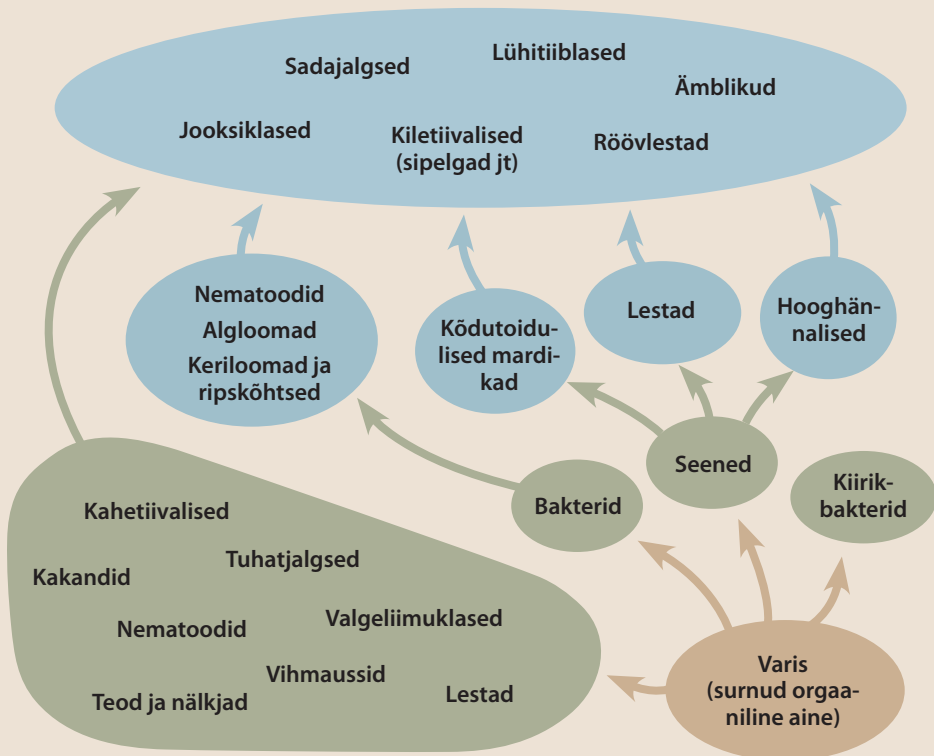 Sadajalgsed
Lühitiiblased
Ämblikud
Jooksiklased
Kiletiivalised
(sipelgad jt)
Röövlestad
Nematoodid
Algloomad
Keriloomad ja
ripskõhtsed
Kõdutoidu-
lised mardi-
kad
Lestad
Hooghän-
nalised
Bakterid
Seened
Kiirik-
bakterid
Kahetiivalised
Tuhatjalgsed
Kakandid
Nematoodid
Valgeliimuklased
Vihmaussid
Teod ja nälkjad
Lestad
Varis
(surnud orgaa-
niline aine)